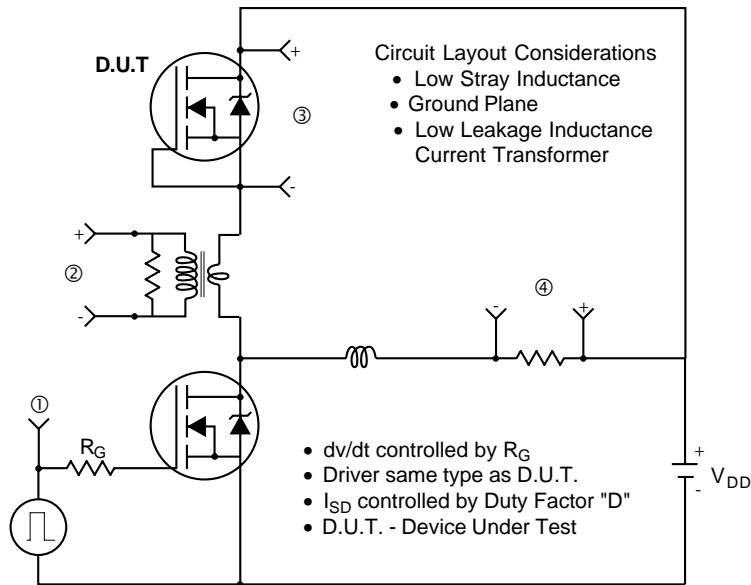 D.U.T
+
③
-
Circuit Layout Considerations
• Low Stray Inductance
• Ground Plane
• Low Leakage Inductance
Current Transformer
+
②
-
④
- +
①
R_G
• dv/dt controlled by R_G
• Driver same type as D.U.T.
• I_SD controlled by Duty Factor "D"
• D.U.T. - Device Under Test
+
V_DD
-